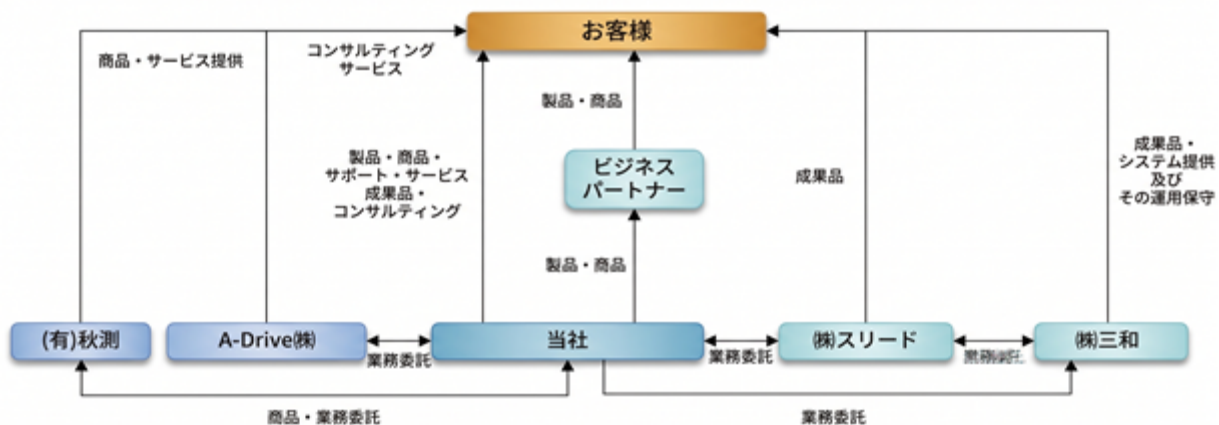 お客様
商品・サービス提供
コンサルティング
サービス
製品・商品
製品・商品・
サポート・サービス
成果品・
コンサルティング
ビジネス
パートナー
成果品
成果品・
システム提供
及び
その運用保守
製品・商品
(有)秋測
A-Drive㈱
当社
㈱スリード
㈱三和
業務委託
業務委託
商品・業務委託
業務委託